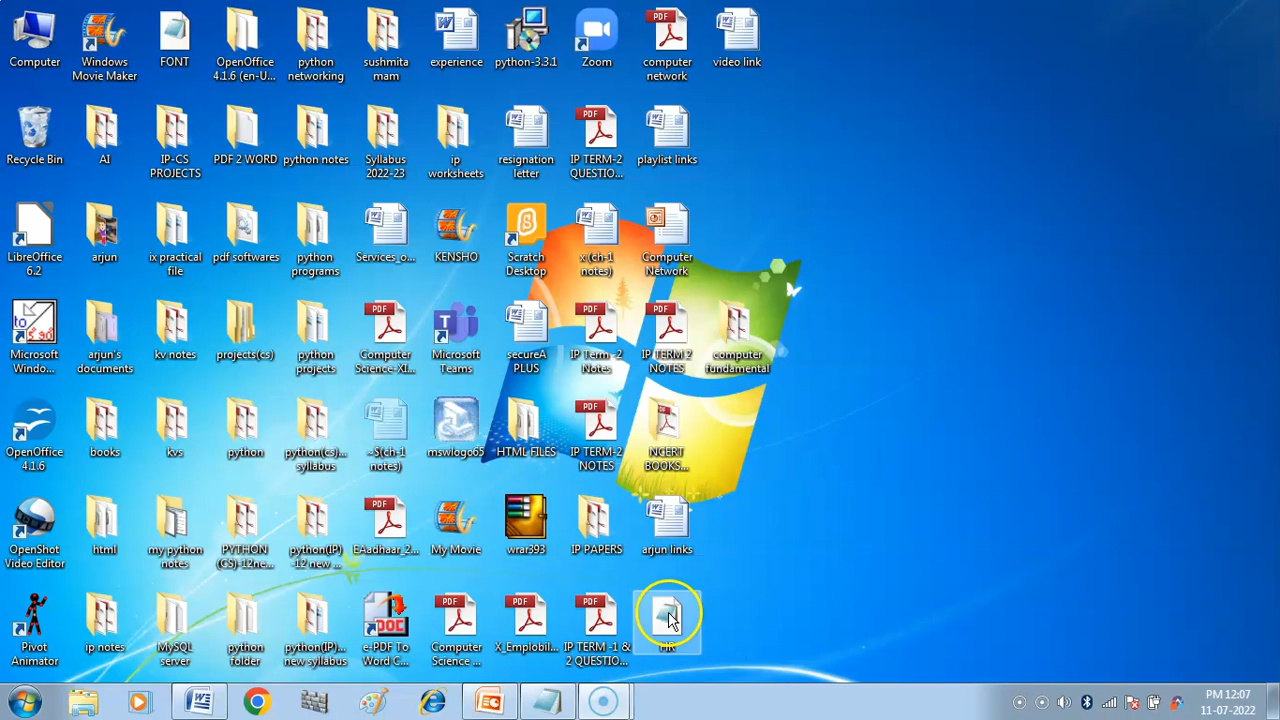 Computer
Windows
Movie Maker
FONT
OpenOffice
4.1.6 (en-U...
python
networking
sushmita
mam
experience
python-3.3.1
Zoom
computer
network
video link
Recycle Bin
AI
IP-CS
PROJECTS
PDF 2 WORD
python notes
Syllabus
2022-23
ip
worksheets
resignation
letter
IP TERM-2
QUESTIO...
playlist links
LibreOffice
6.2
arjun
ix practical
file
pdf softwares
python
programs
Services_o...
KENSHO
Scratch
Desktop
x (ch-1
notes)
Computer
Network
Microsoft
Windo...
arjun's
documents
kv notes
projects(cs)
python
projects
Computer
Science-XI...
Microsoft
Teams
secureA
PLUS
IP Term -2
Notes
IP TERM 2
NOTES
computer
fundamental
OpenOffice
4.1.6
books
kvs
python
python(cs)...
syllabus
~$(ch-1
notes)
mswlogo65
HTML FILES
IP TERM-2
NOTES
NCERT
BOOKS...
OpenShot
Video Editor
html
my python
notes
PYTHON
(CS)-12ne...
python(IP)
-12 new ...
EAadhaar_2...
My Movie
wrar393
IP PAPERS
arjun links
Pivot
Animator
ip notes
MySQL
server
python
folder
python(IP)...
new syllabus
e-PDF To
Word C...
Computer
Science ...
X_Emplobil...
IP TERM -1 &
2 QUESTIO...
HR
PM 12:07
11-07-2022